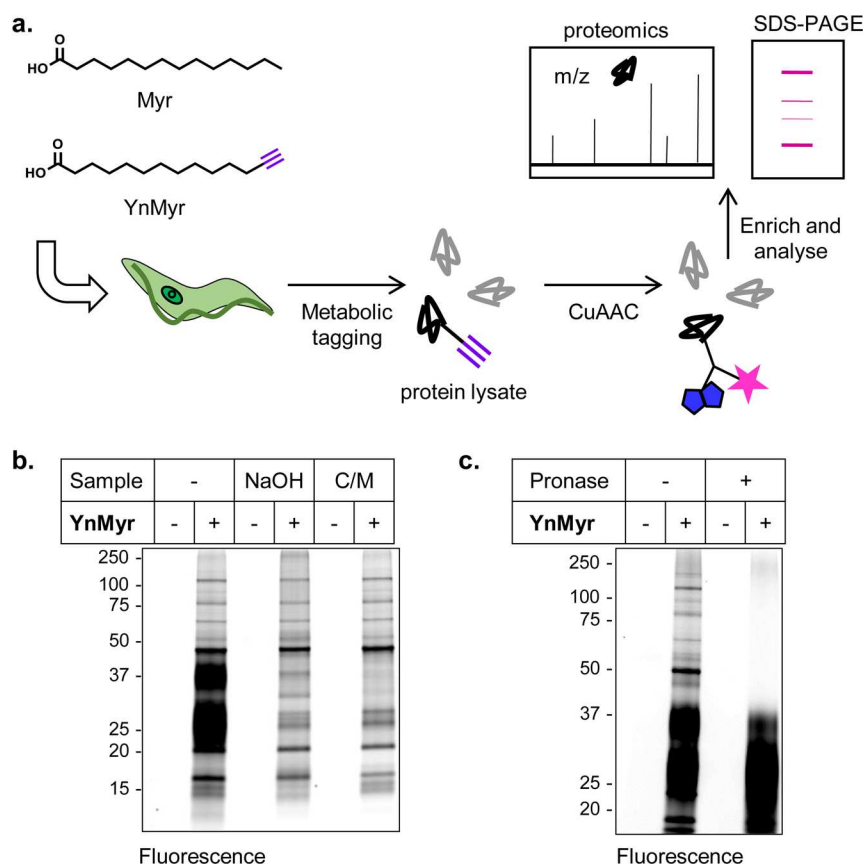 a.
O
HO
Myr
O
HO
YnMyr
proteomics
m/z
SDS-PAGE
Metabolic
tagging
protein lysate
CuAAC
Enrich and
analyse
b.
Sample - NaOH C/M
YnMyr - + - + - +
250 -
100 -
75 -
50 -
37 -
25 -
20 -
15 -
Fluorescence
c.
Pronase - +
YnMyr - + - +
250 -
100 -
75 -
50 -
37 -
25 -
20 -
Fluorescence